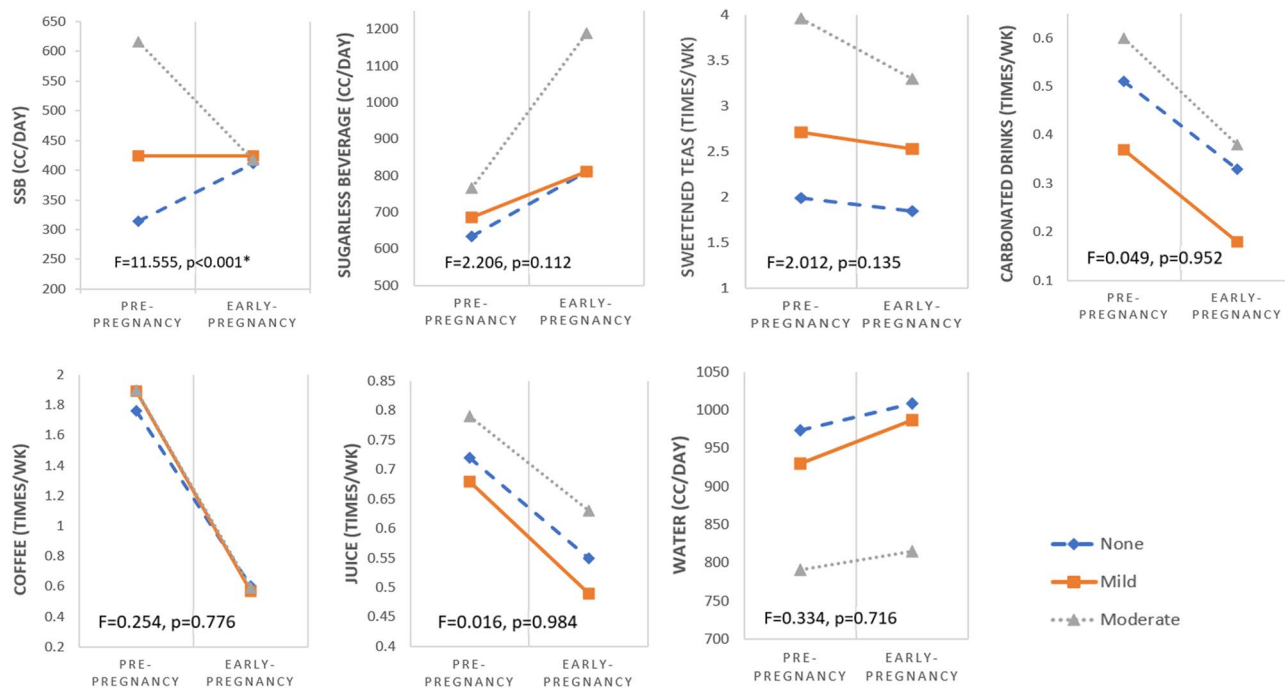 SSB (CC/DAY)
650
600
550
500
450
400
350
300
250
200
F=11.555, p<0.001*
PRE-
PREGNANCY
EARLY-
PREGNANCY
SUGARLESS BEVERAGE (CC/DAY)
1200
1100
1000
900
800
700
600
500
F=2.206, p=0.112
PRE-
PREGNANCY
EARLY-
PREGNANCY
SWEETENED TEAS (TIMES/WK)
4
3.5
3
2.5
2
1.5
1
F=2.012, p=0.135
PRE-
PREGNANCY
EARLY-
PREGNANCY
CARBONATED DRINKS (TIMES/WK)
0.6
0.5
0.4
0.3
0.2
0.1
F=0.049, p=0.952
PRE-
PREGNANCY
EARLY-
PREGNANCY
COFFEE (TIMES/WK)
2
1.8
1.6
1.4
1.2
1
0.8
0.6
0.4
0.2
F=0.254, p=0.776
PRE-
PREGNANCY
EARLY-
PREGNANCY
JUICE (TIMES/WK)
0.85
0.8
0.75
0.7
0.65
0.6
0.55
0.5
0.45
0.4
F=0.016, p=0.984
PRE-
PREGNANCY
EARLY-
PREGNANCY
WATER (CC/DAY)
1050
1000
950
900
850
800
750
700
F=0.334, p=0.716
PRE-
PREGNANCY
EARLY-
PREGNANCY
None
Mild
Moderate